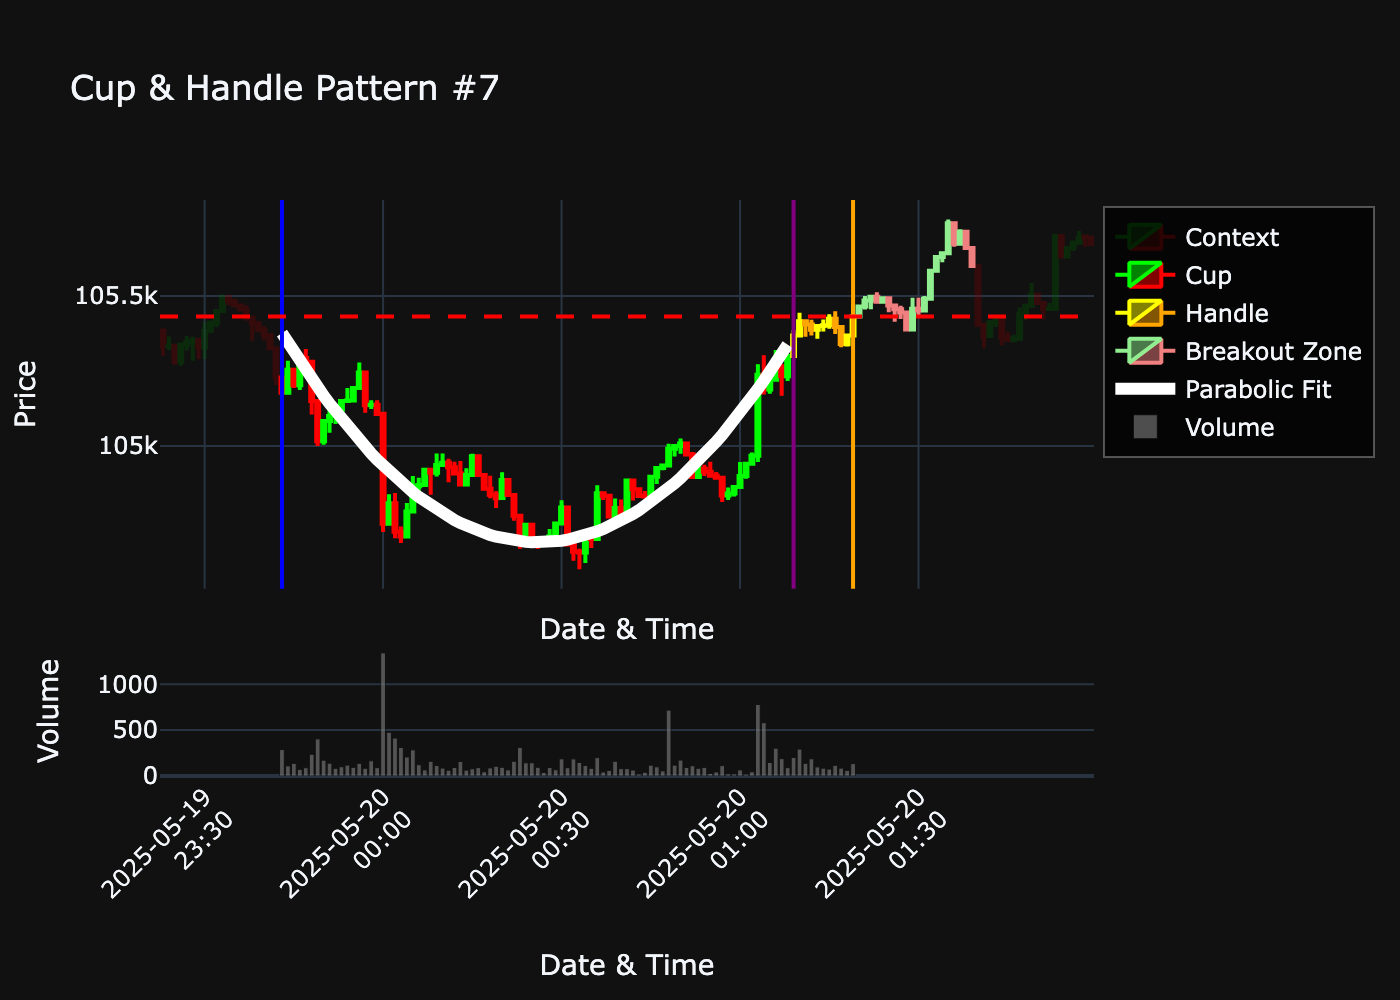 Cup & Handle Pattern #7
Price
105.5k
105k
Context
Cup
Handle
Breakout Zone
Parabolic Fit
Volume
Date & Time
Volume
1000
500
0
2025-05-19
23:30
2025-05-20
00:00
2025-05-20
00:30
2025-05-20
01:00
2025-05-20
01:30
Date & Time